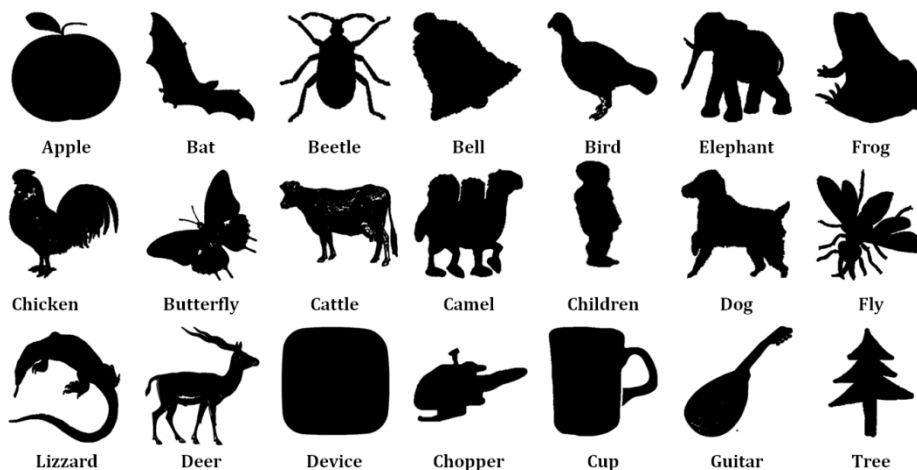 Apple Bat Beetle Bell Bird Elephant Frog
Chicken Butterfly Cattle Camel Children Dog Fly
Lizzard Deer Device Chopper Cup Guitar Tree